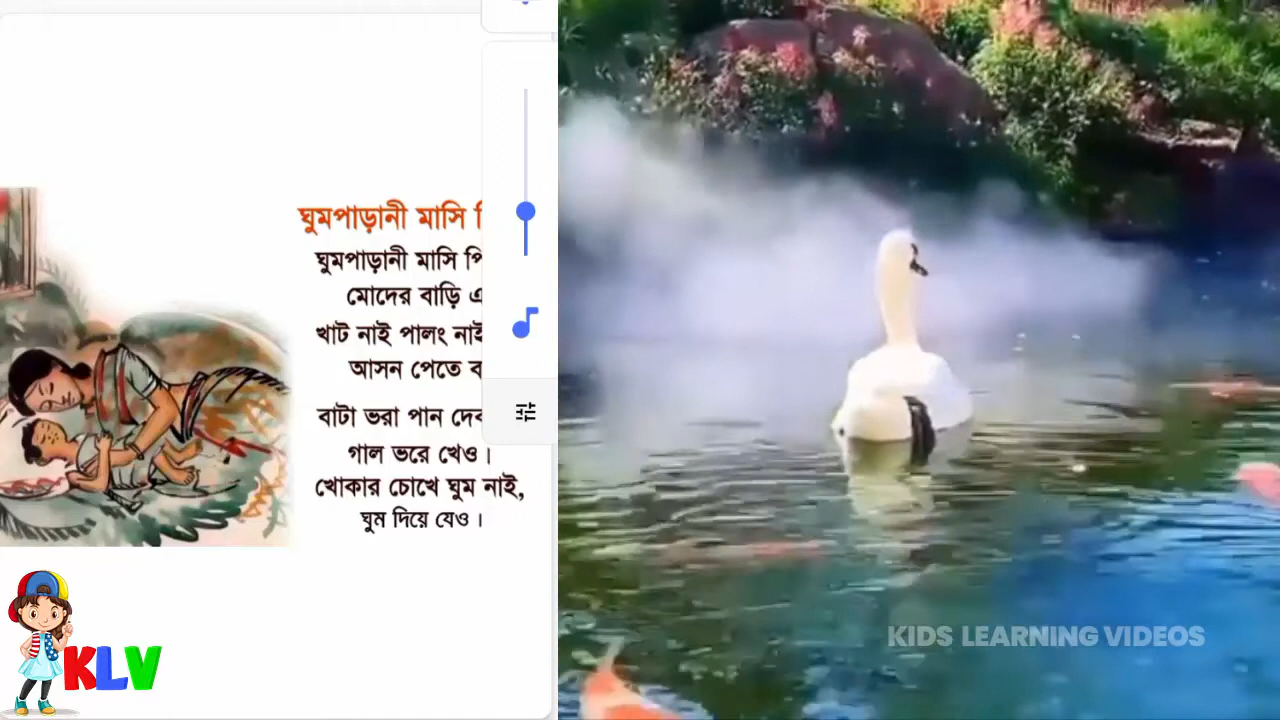 ঘুমপাড়ানী মাসি
ঘুমপাড়ানী মাসি
মোদের বাড়ি
খাট নাই পালং নাই
আসন পেতে
বাটা ভরা পান
গাল ভরে খেও।
খোকার চোখে ঘুম নাই,
ঘুম দিয়ে যেও।
KLV
KIDS LEARNING VIDEOS